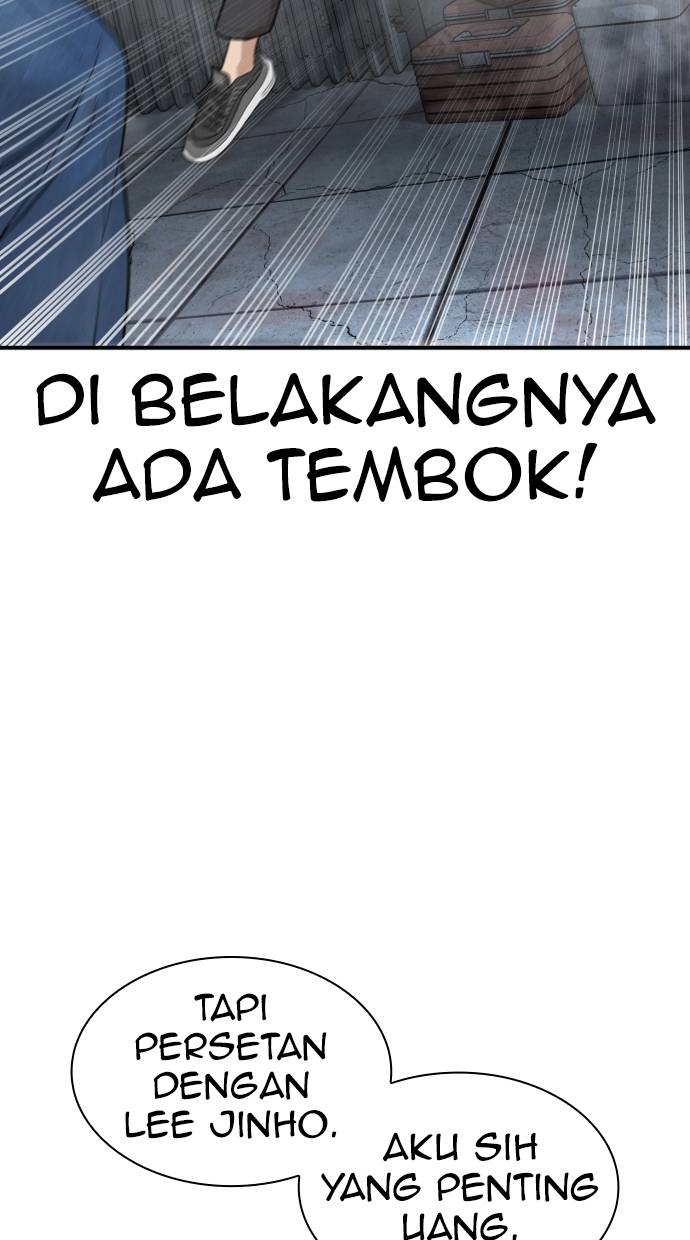 DI BELAKANGNYA
ADA TEMBOK!
TAPI
PERSETAN
DENGAN
LEE JINHO.
AKU SIH
YANG PENTING
UANG,